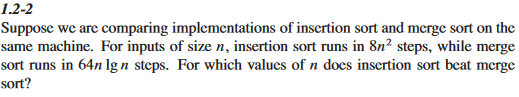 1.2-2
Suppose we are comparing implementations of insertion sort and merge sort on the
same machine. For inputs of size n, insertion sort runs in 8n² steps, while merge
sort runs in 64n lg n steps. For which values of n does insertion sort beat merge
sort?